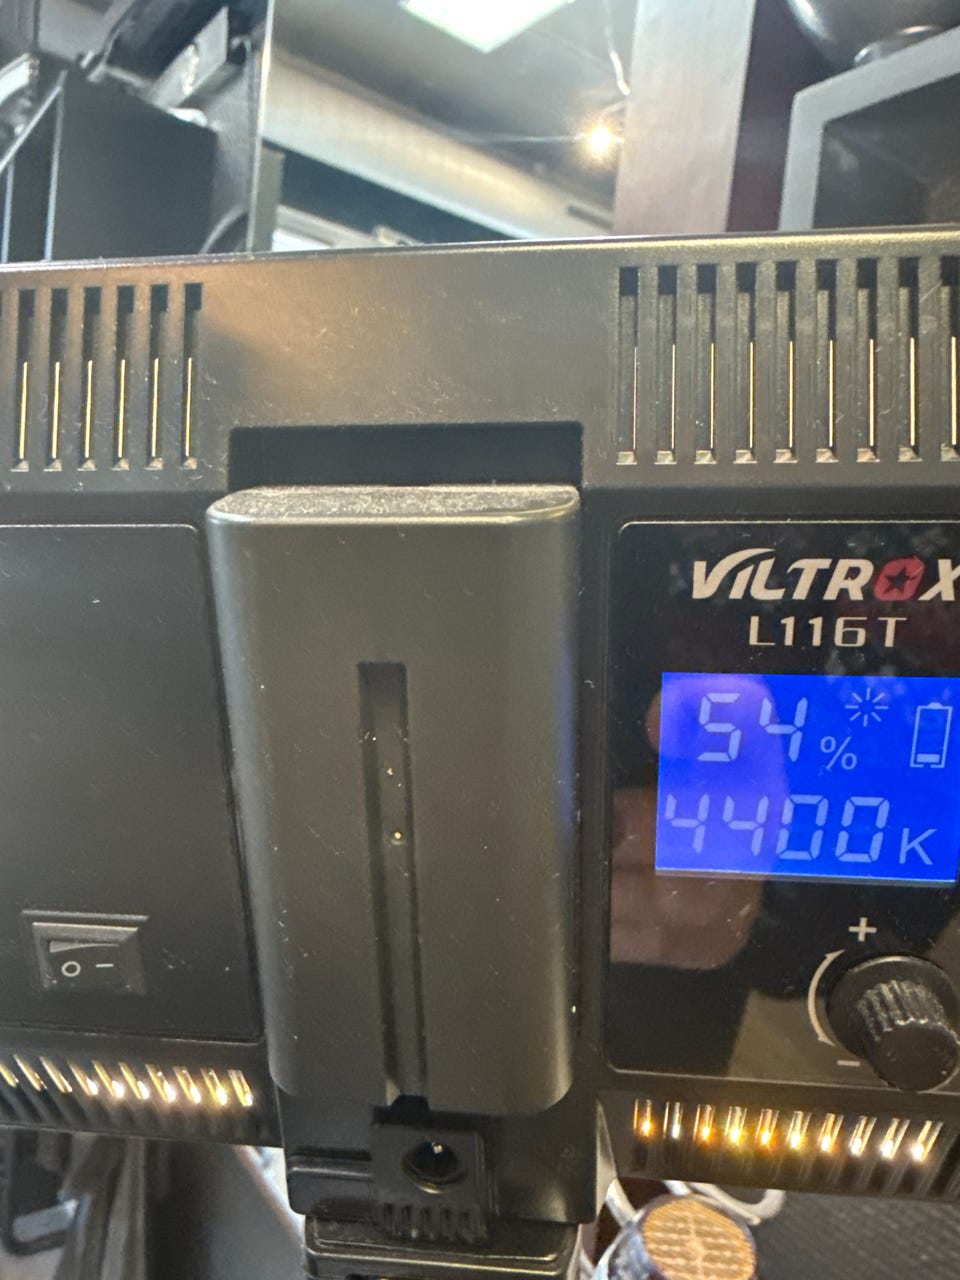 VILTROX
L116T
54%
4400K
+
-
O -